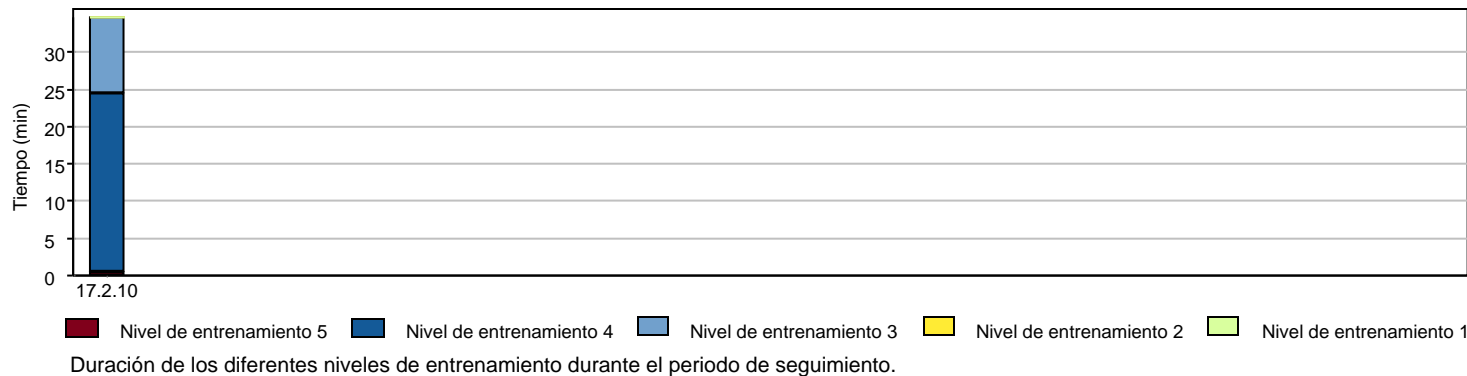 Tiempo (min)
30
25
20
15
10
5
0
17.2.10
Nivel de entrenamiento 5 Nivel de entrenamiento 4 Nivel de entrenamiento 3 Nivel de entrenamiento 2 Nivel de entrenamiento 1
Duración de los diferentes niveles de entrenamiento durante el periodo de seguimiento.